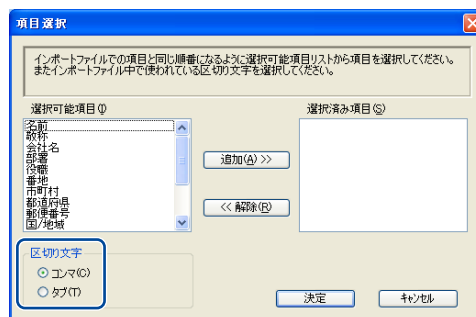 項目選択
インポートファイルでの項目と同じ順番になるように選択可能項目リストから項目を選択してください。
またインポートファイル中で使われている区切り文字を選択してください。
選択可能項目(I)
選択済み項目(S)
名前
敬称
会社名
部署
役職
番地
市町村
都道府県
郵便番号
国/地域
追加(A) >>
<< 解除(R)
区切り文字
コンマ(C)
タブ(T)
決定
キャンセル